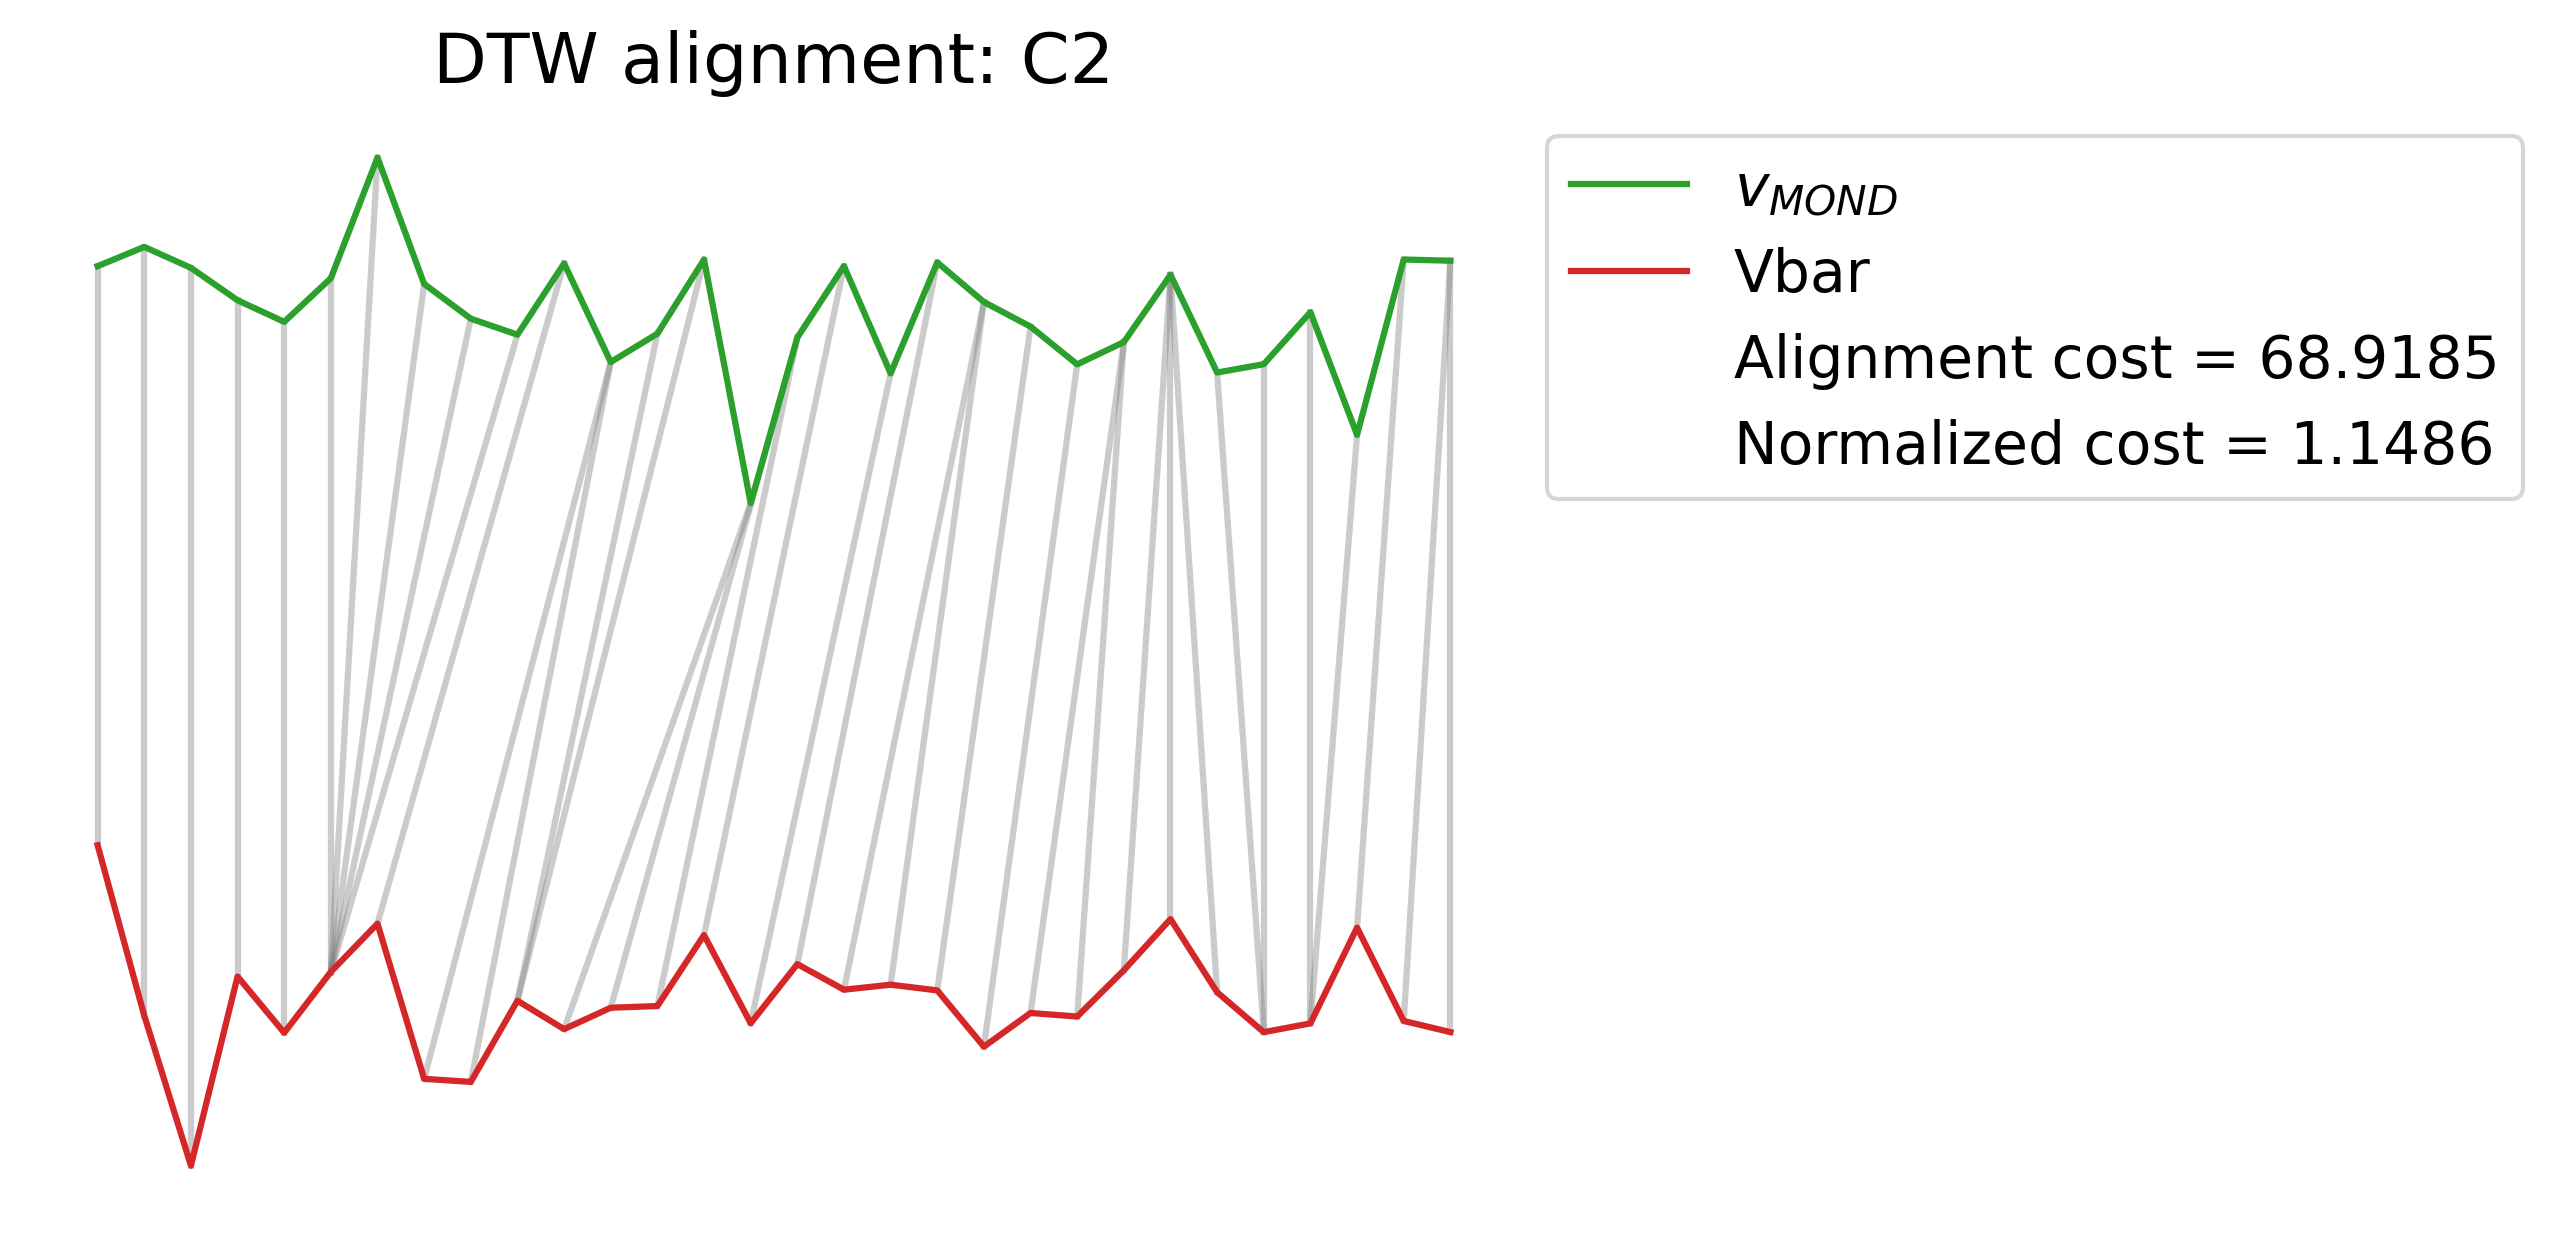 DTW alignment: C2
v_MOND
Vbar
Alignment cost = 68.9185
Normalized cost = 1.1486